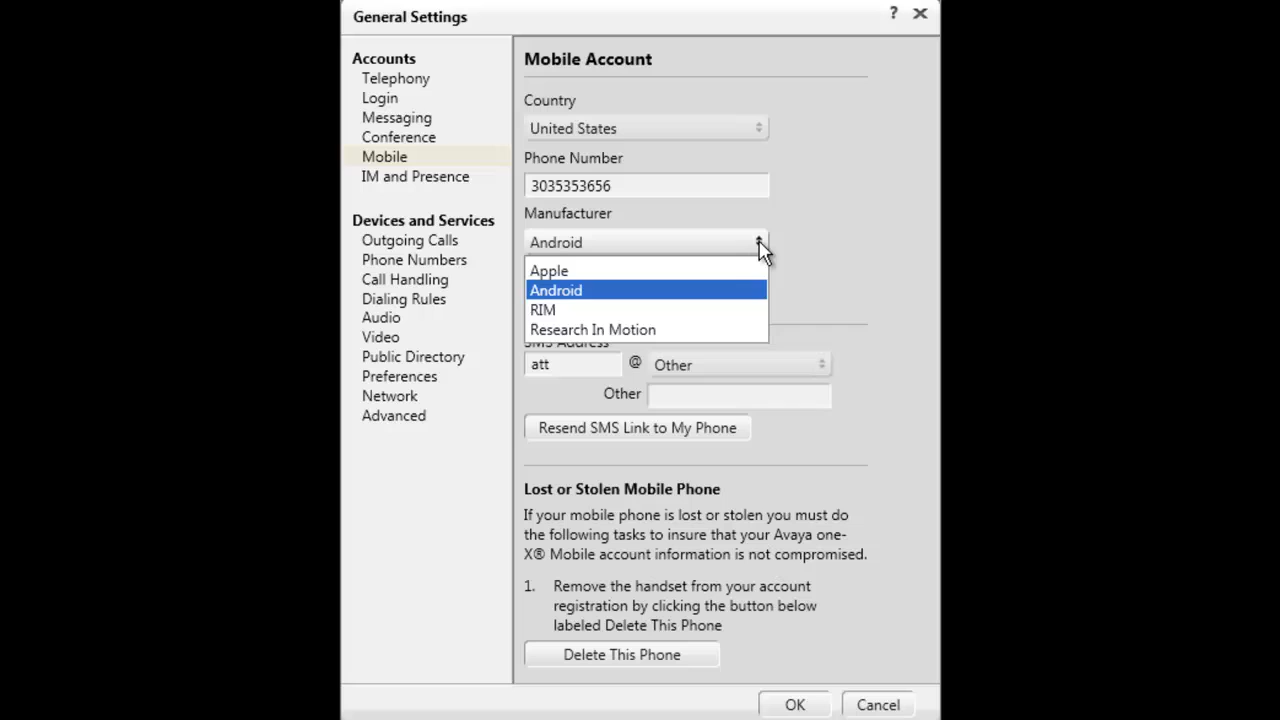 General Settings
?
Accounts
Telephony
Login
Messaging
Conference
Mobile
IM and Presence
Devices and Services
Outgoing Calls
Phone Numbers
Call Handling
Dialing Rules
Audio
Video
Public Directory
Preferences
Network
Advanced
Mobile Account
Country
United States
Phone Number
3035353656
Manufacturer
Android
Apple
Android
RIM
Research In Motion
SMS Address
att @ Other
Other
Resend SMS Link to My Phone
Lost or Stolen Mobile Phone
If your mobile phone is lost or stolen you must do
the following tasks to insure that your Avaya one-
X® Mobile account information is not compromised.
1. Remove the handset from your account
registration by clicking the button below
labeled Delete This Phone
Delete This Phone
OK Cancel